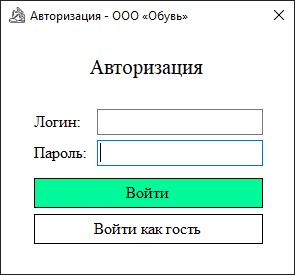 Авторизация - ООО «Обувь»
Авторизация
Логин:
Пароль:
Войти
Войти как гость